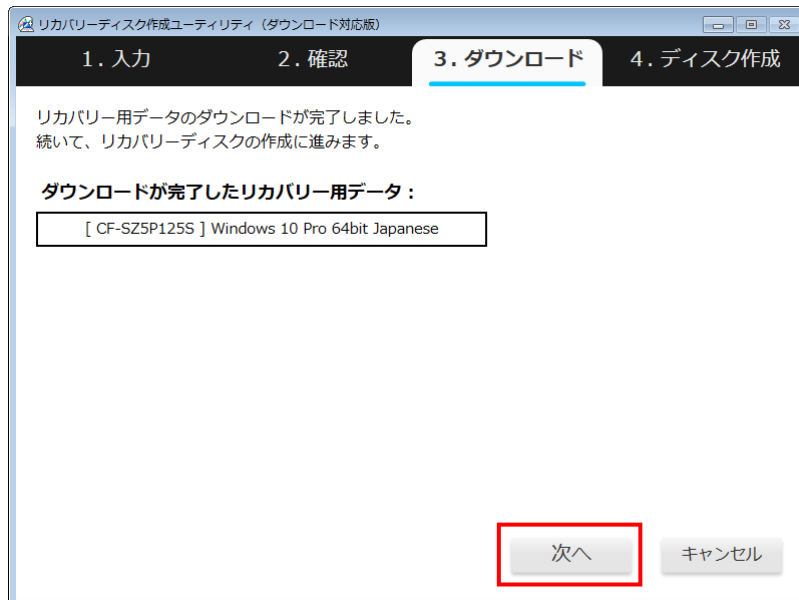 リカバリーディスク作成ユーティリティ（ダウンロード対応版）
1. 入力 2. 確認 3. ダウンロード 4. ディスク作成
リカバリー用データのダウンロードが完了しました。
続いて、リカバリーディスクの作成に進みます。
ダウンロードが完了したリカバリー用データ：
[ CF-SZ5P125S ] Windows 10 Pro 64bit Japanese
次へ キャンセル